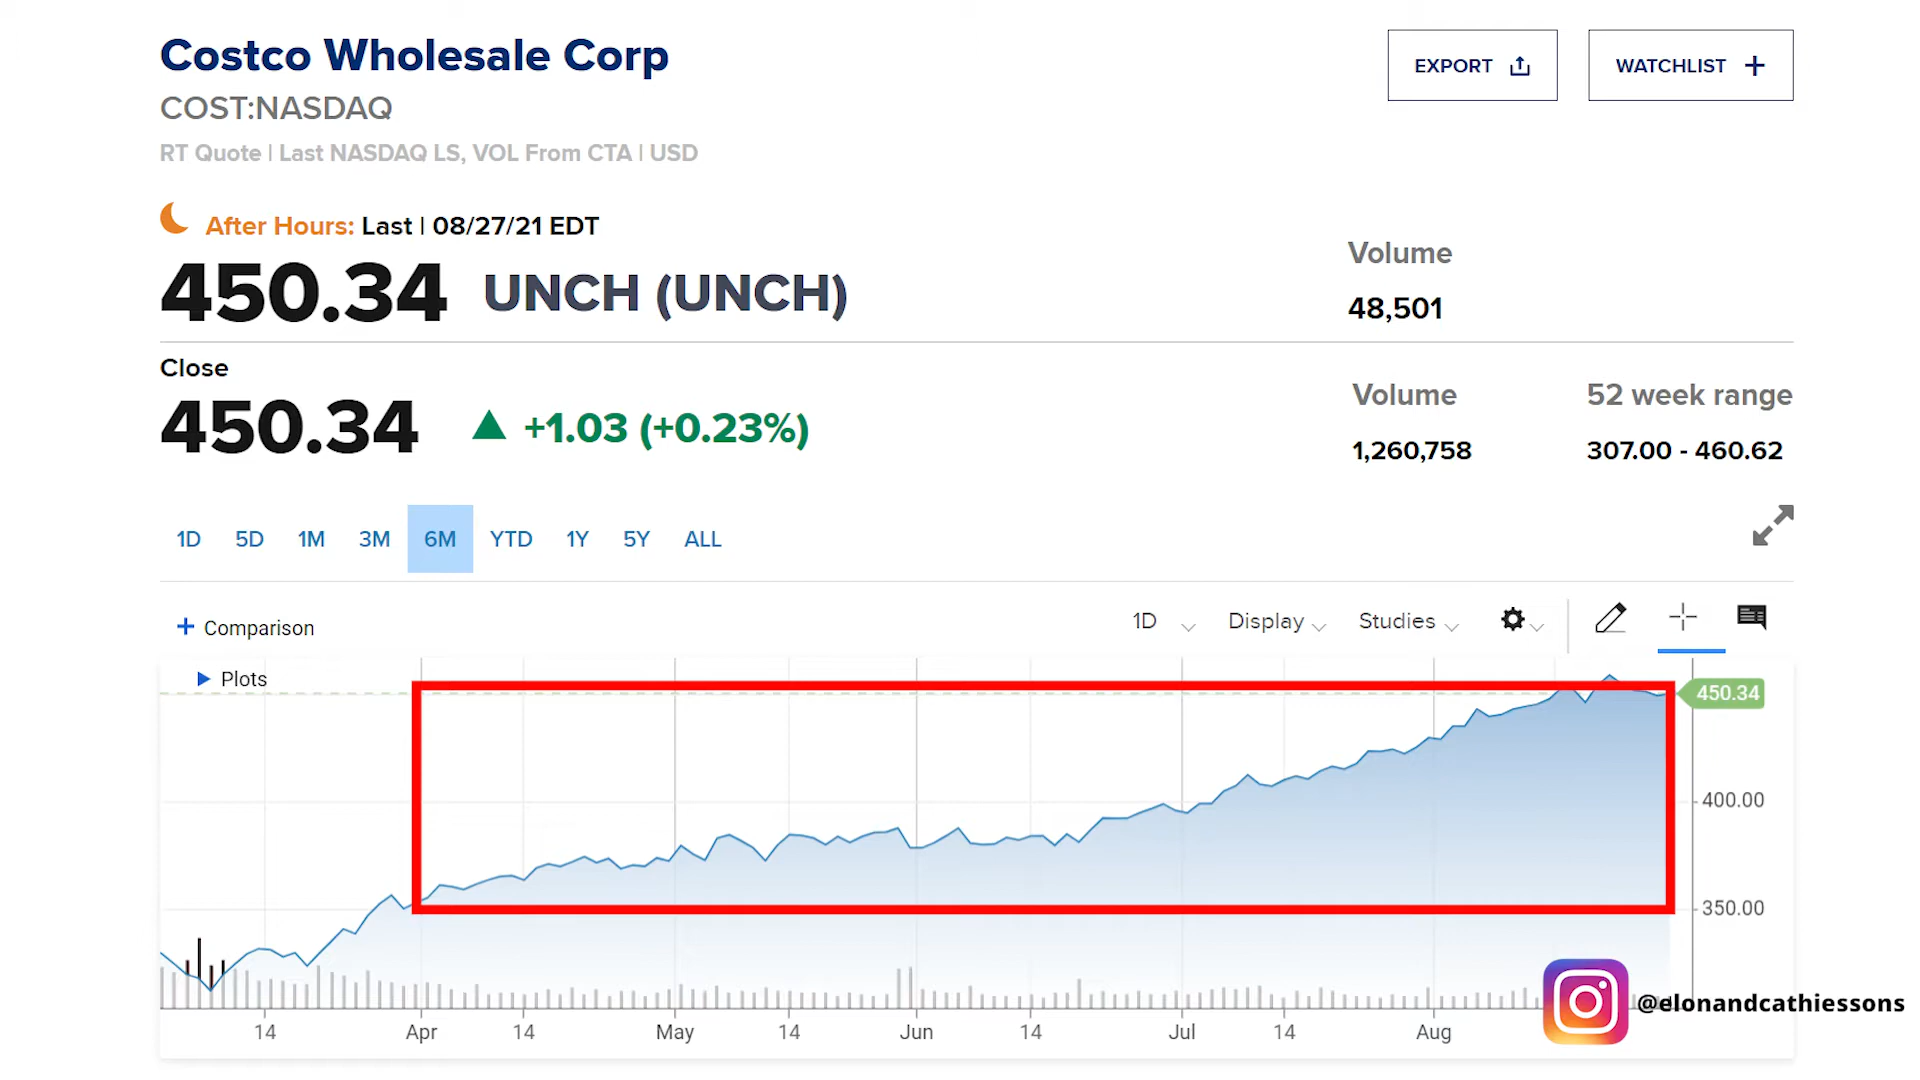 Costco Wholesale Corp
EXPORT
WATCHLIST +
COST:NASDAQ
RT Quote | Last NASDAQ LS, VOL From CTA | USD
After Hours: Last | 08/27/21 EDT
450.34 UNCH (UNCH)
Volume
48,501
Close
450.34 +1.03 (+0.23%)
Volume
1,260,758
52 week range
307.00 - 460.62
1D 5D 1M 3M 6M YTD 1Y 5Y ALL
+ Comparison
1D Display Studies
Plots
450.34
400.00
350.00
14 Apr 14 May 14 Jun 14 Jul 14 Aug
@elonandcathiessons